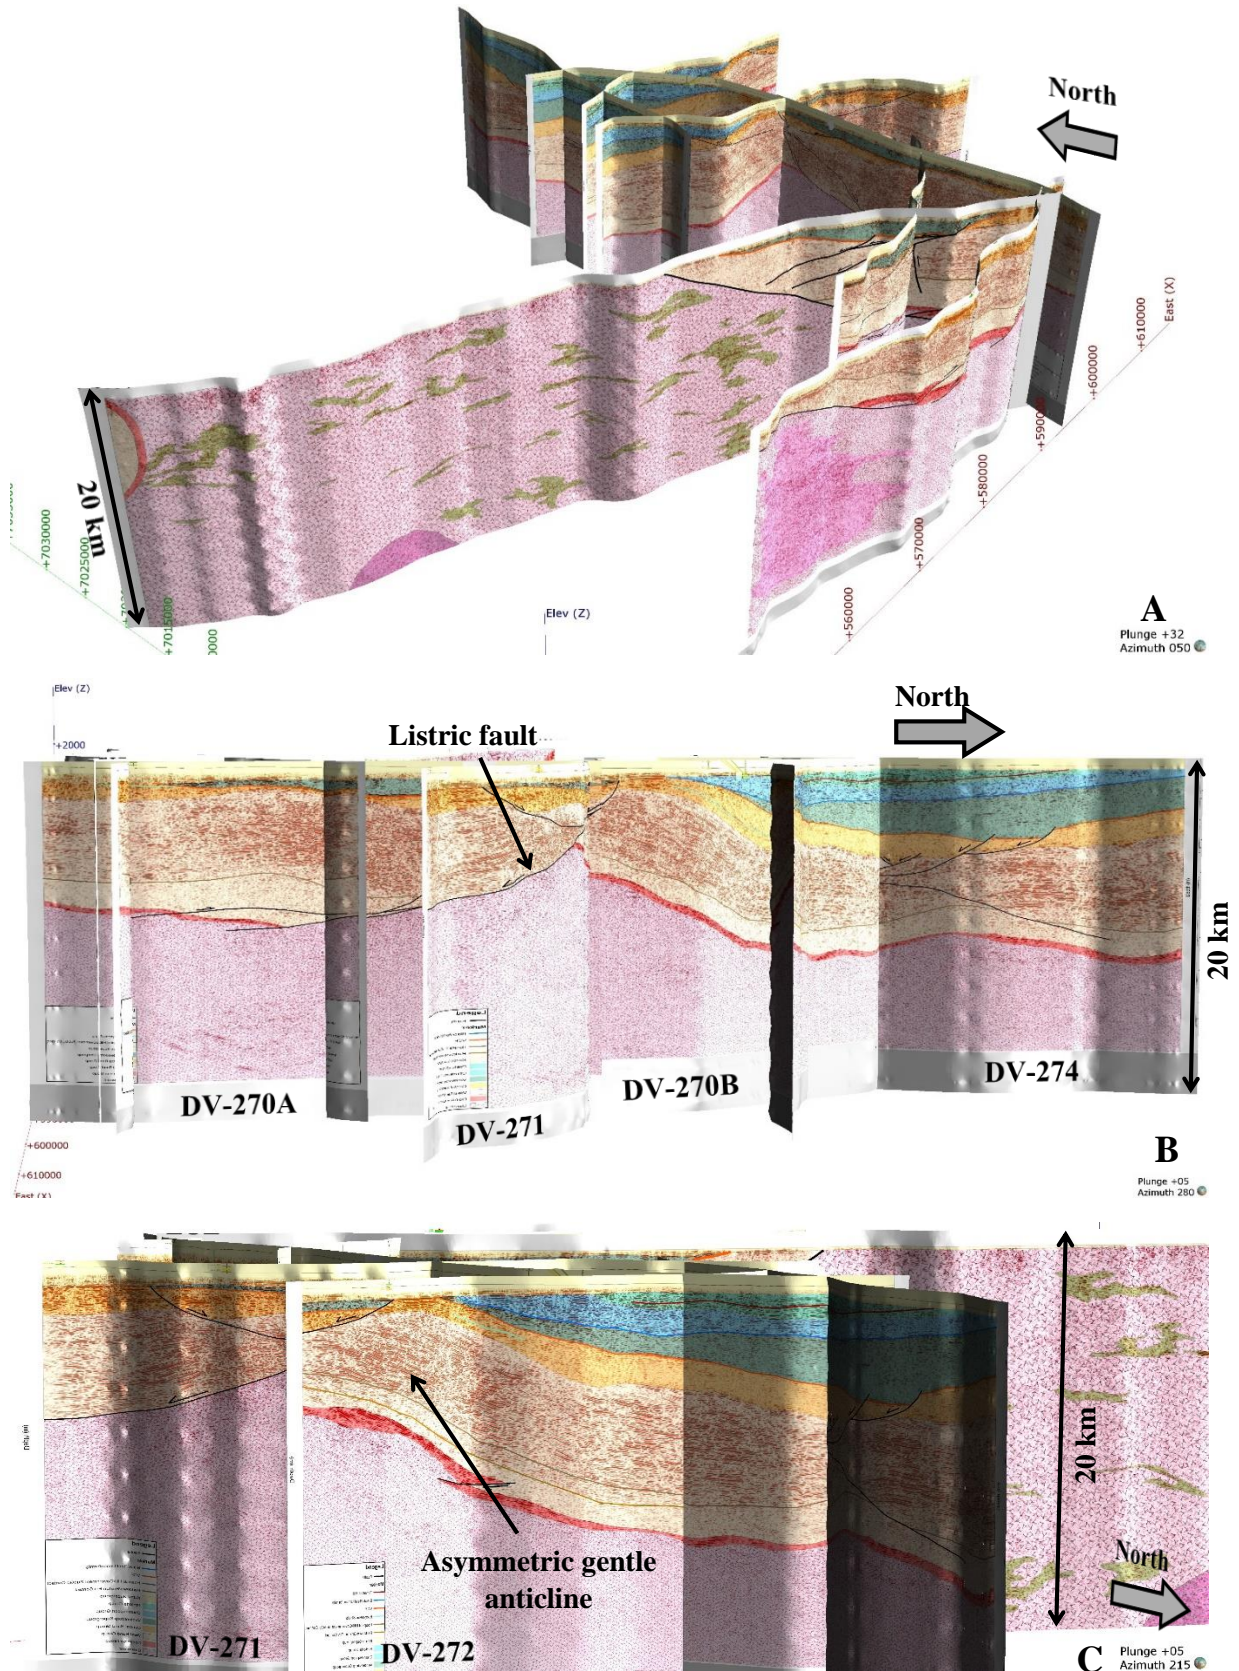 North
+610000
East (X)
+600000
+590000
+580000
+570000
+560000
20 km
+7030000
+7025000
+7015000
Elev (Z)
A
Plunge +32
Azimuth 050
Elev (Z)
+2000
Listric fault
North
20 km
DV-270A
DV-271
DV-270B
DV-274
+600000
+610000
East (X)
B
Plunge +05
Azimuth 280
20 km
Asymmetric gentle
anticline
North
DV-271
DV-272
C
Plunge +05
Azimuth 215